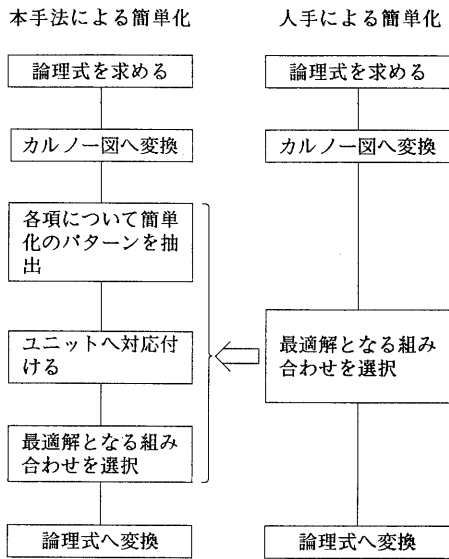 本手法による簡単化
論理式を求める
カルノー図へ変換
各項について簡単
化のパターンを抽
出
ユニットへ対応付
ける
最適解となる組み
合わせを選択
論理式へ変換
人手による簡単化
論理式を求める
カルノー図へ変換
最適解となる組み
合わせを選択
論理式へ変換